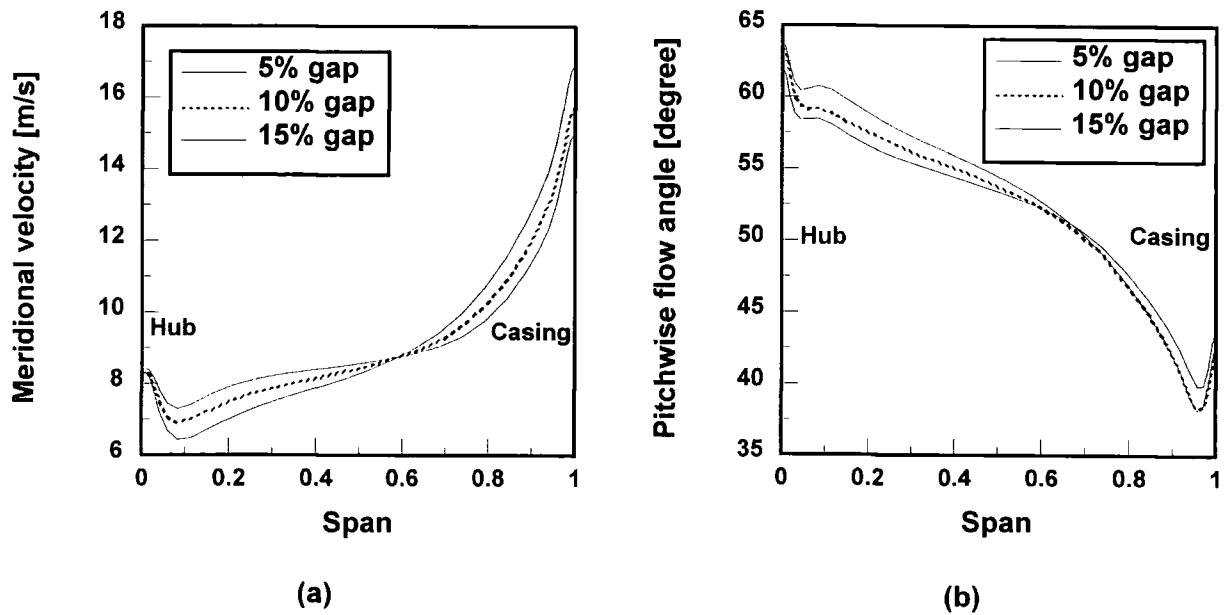 18
16
14
12
10
8
6
Meridional velocity [m/s]
5% gap
10% gap
15% gap
Hub
Casing
0
0.2
0.4
0.6
0.8
1
Span
(a)
65
60
55
50
45
40
35
Pitchwise flow angle [degree]
5% gap
10% gap
15% gap
Hub
Casing
0
0.2
0.4
0.6
0.8
1
Span
(b)